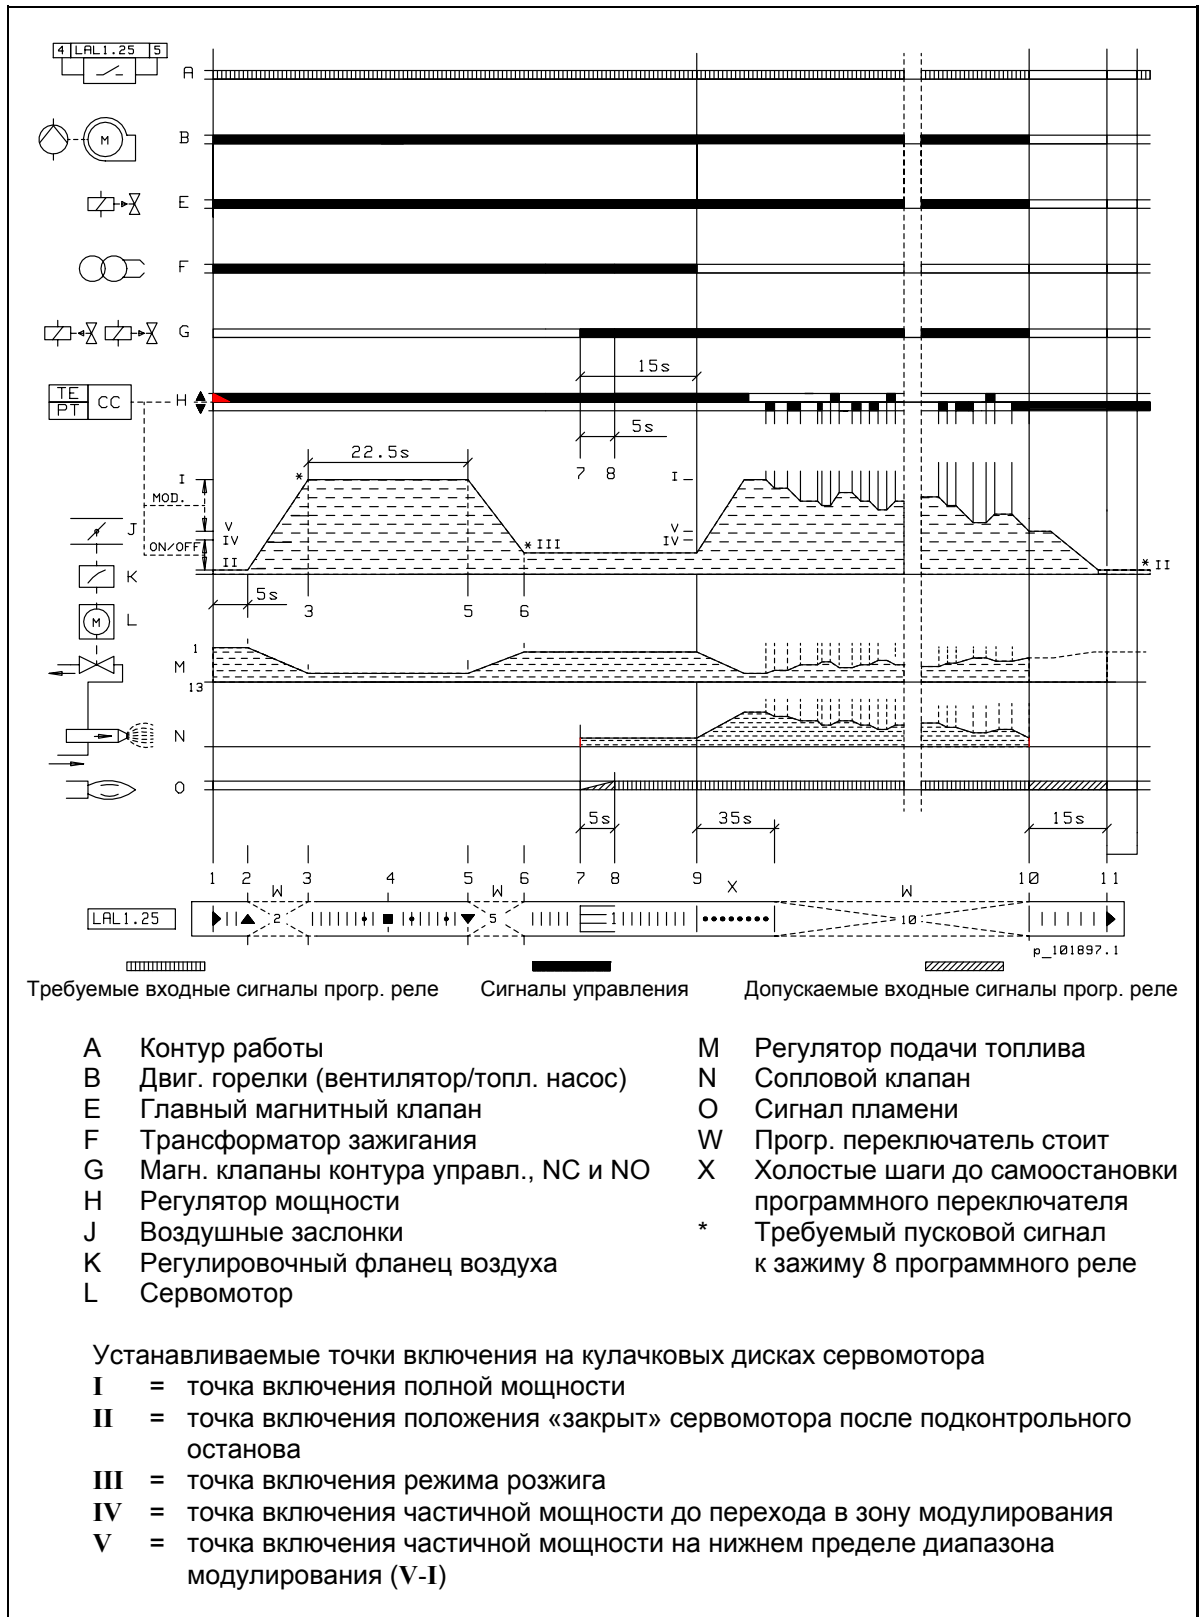 4 LAL1.25 5
A
M
B
E
F
G
15s
TE
PT
CC
H
5s
22.5s
7 8
I
*
I
MOD.
J
V
IV
V
IV
ON/OFF
* III
II
* II
K
5s
3 5 6
M
L
1
M
13
N
O
5s 35s 15s
1 2 3 4 5 6 7 8 9 10 11
W W X W
LAL1.25
2 5 1 10
p_101897.1
Требуемые входные сигналы прогр. реле Сигналы управления Допускаемые входные сигналы прогр. реле
A Контур работы
B Двиг. горелки (вентилятор/топл. насос)
E Главный магнитный клапан
F Трансформатор зажигания
G Магн. клапаны контура управл., NC и NO
H Регулятор мощности
J Воздушные заслонки
K Регулировочный фланец воздуха
L Сервомотор
M Регулятор подачи топлива
N Сопловой клапан
O Сигнал пламени
W Прогр. переключатель стоит
X Холостые шаги до самоостановки
программного переключателя
* Требуемый пусковой сигнал
к зажиму 8 программного реле
Устанавливаемые точки включения на кулачковых дисках сервомотора
I = точка включения полной мощности
II = точка включения положения «закрыт» сервомотора после подконтрольного
останова
III = точка включения режима розжига
IV = точка включения частичной мощности до перехода в зону модулирования
V = точка включения частичной мощности на нижнем пределе диапазона
модулирования (V-I)